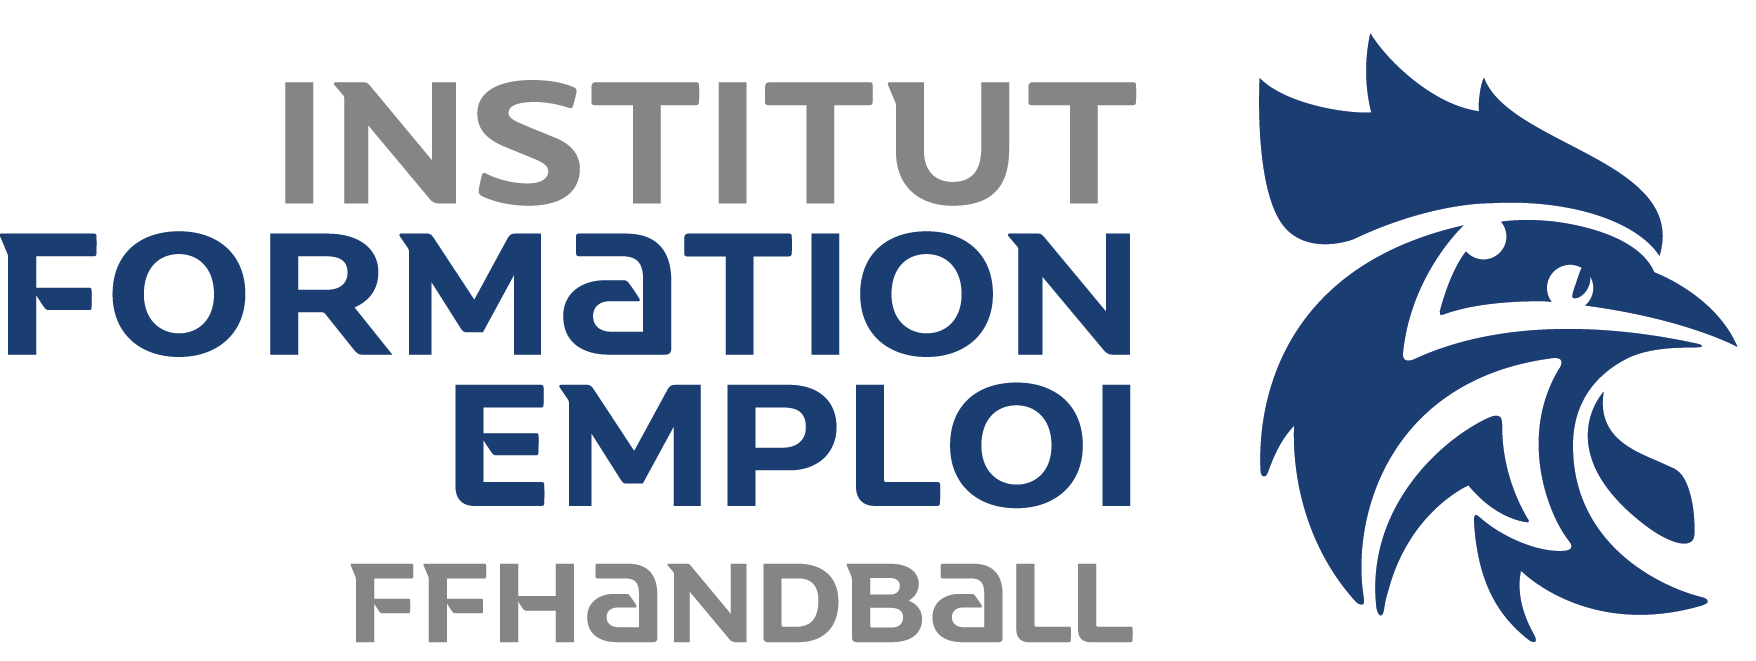 INSTITUT
FORMaTION
EMPLOI
FFHaNDBaLL